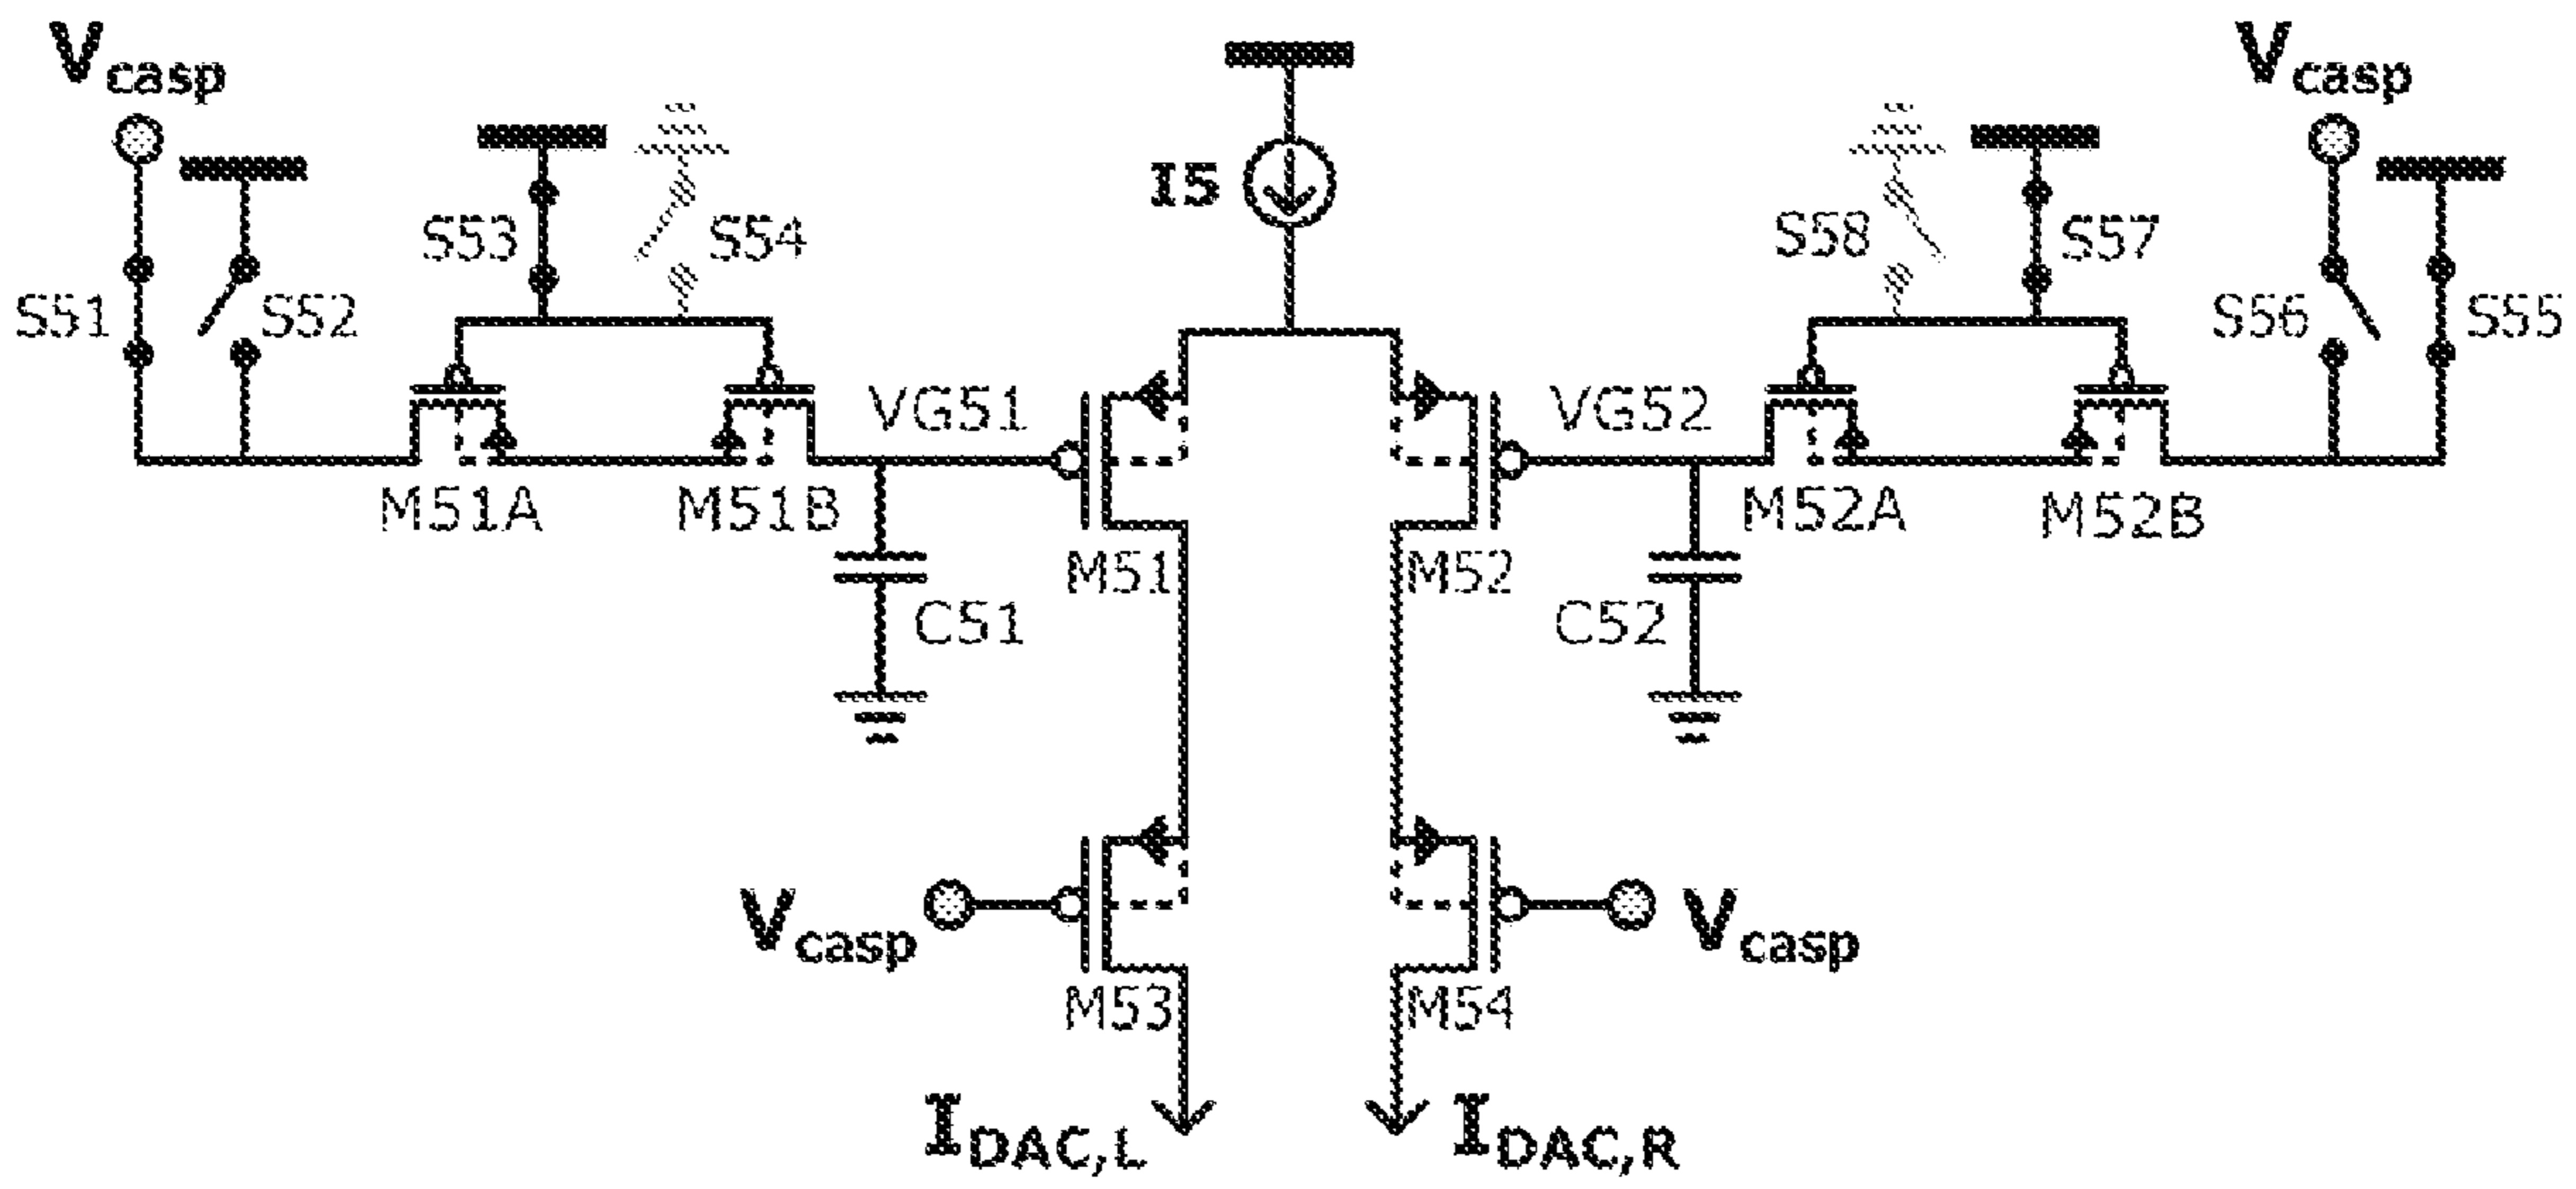 Vcasp
Vcasp
I5
S53
S54
S58
S57
S51
S52
S56
S55
VG51
VG52
M51A
M51B
M52A
M52B
M51
M52
C51
C52
Vcasp
Vcasp
M53
M54
IDAC,L
IDAC,R